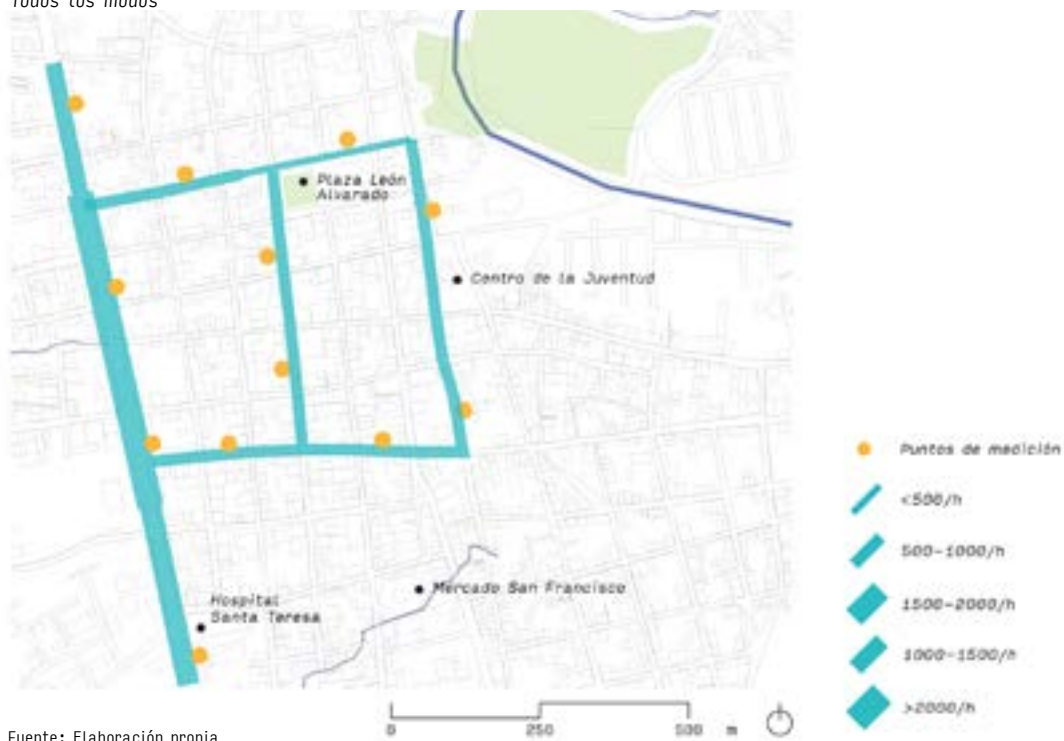 Todos los modos
Plaza León
Alvarado
Centro de la Juventud
Hospital
Santa Teresa
Mercado San Francisco
Puntos de medición
<500/h
500-1000/h
1500-2000/h
1000-1500/h
>2000/h
0 250 500 m
Fuente: Elaboración propia